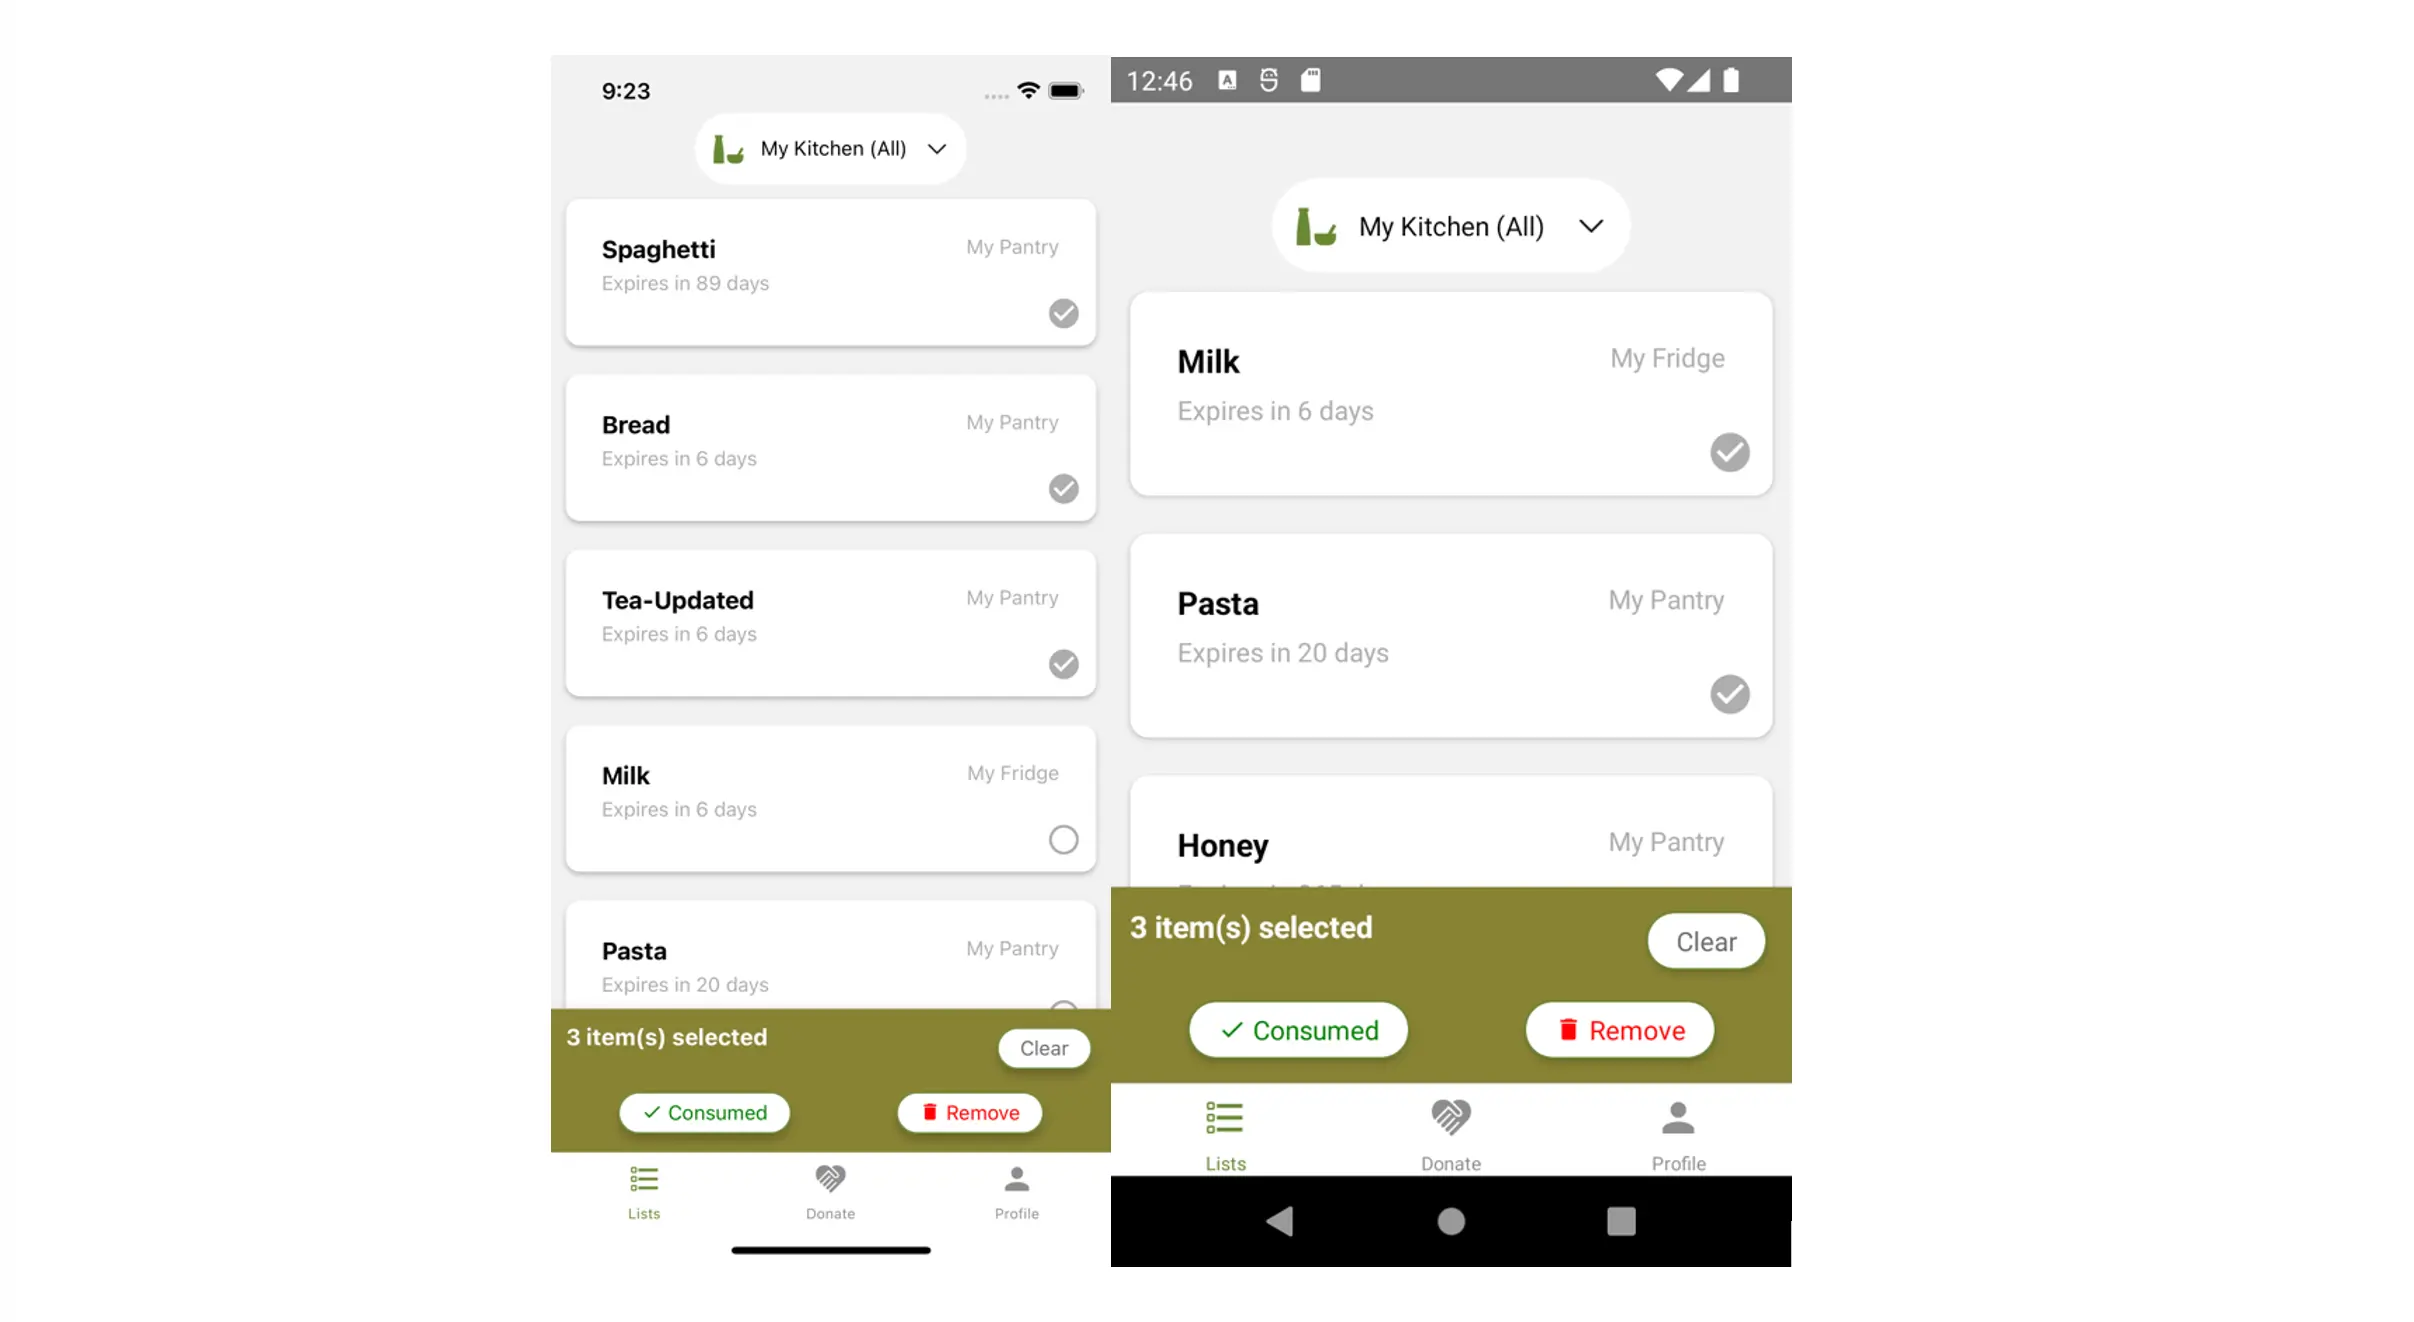 9:23
My Kitchen (All)
Spaghetti
My Pantry
Expires in 89 days
Bread
My Pantry
Expires in 6 days
Tea-Updated
My Pantry
Expires in 6 days
Milk
My Fridge
Expires in 6 days
Pasta
My Pantry
Expires in 20 days
3 item(s) selected
Clear
Consumed
Remove
Lists
Donate
Profile
12:46
My Kitchen (All)
Milk
My Fridge
Expires in 6 days
Pasta
My Pantry
Expires in 20 days
Honey
My Pantry
3 item(s) selected
Clear
Consumed
Remove
Lists
Donate
Profile